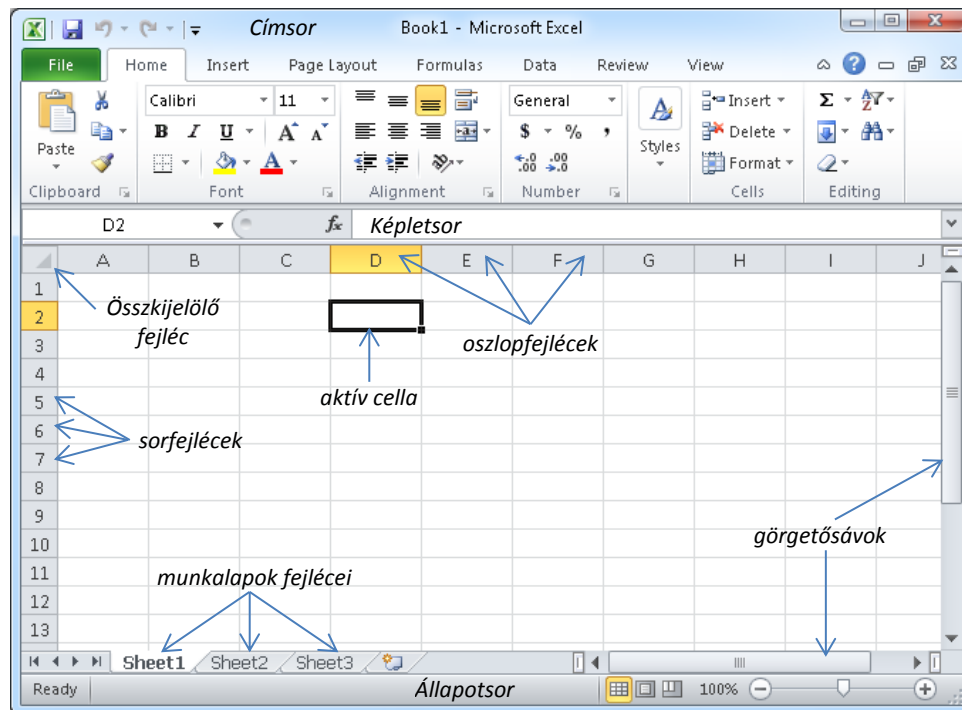 Címsor Book1 - Microsoft Excel
File Home Insert Page Layout Formulas Data Review View
Calibri 11 General Insert
B I U A A $ % , Delete
Paste Styles
A .00 .00 Format
Clipboard Font Alignment Number Cells Editing
D2 fx Képletsor
A B C D E F G H I J
1
Összkijelölő
2
fejléc
3
oszlopfejlécek
4
aktív cella
5
6
sorfejlécek
7
8
9
görgetősávok
10
11
munkalapok fejlécei
12
13
Sheet1 Sheet2 Sheet3
Ready Állapotsor 100%